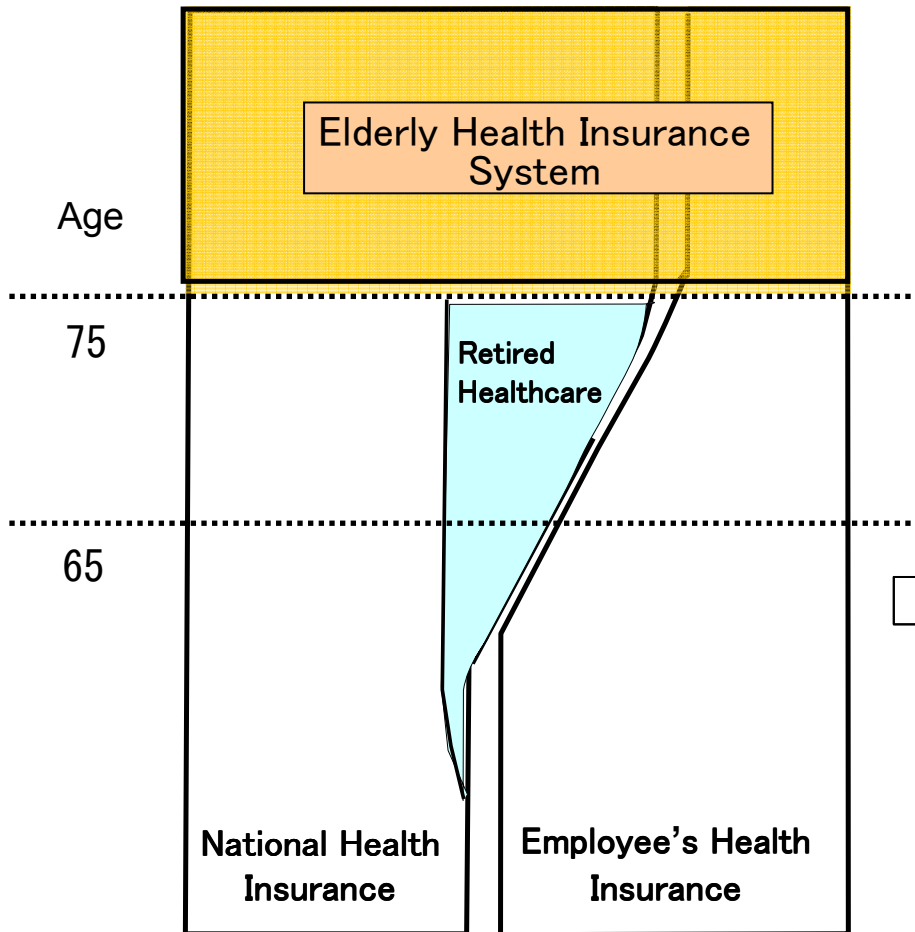 Elderly Health Insurance
System
Age
75
Retired
Healthcare
65
National Health
Insurance
Employee’s Health
Insurance